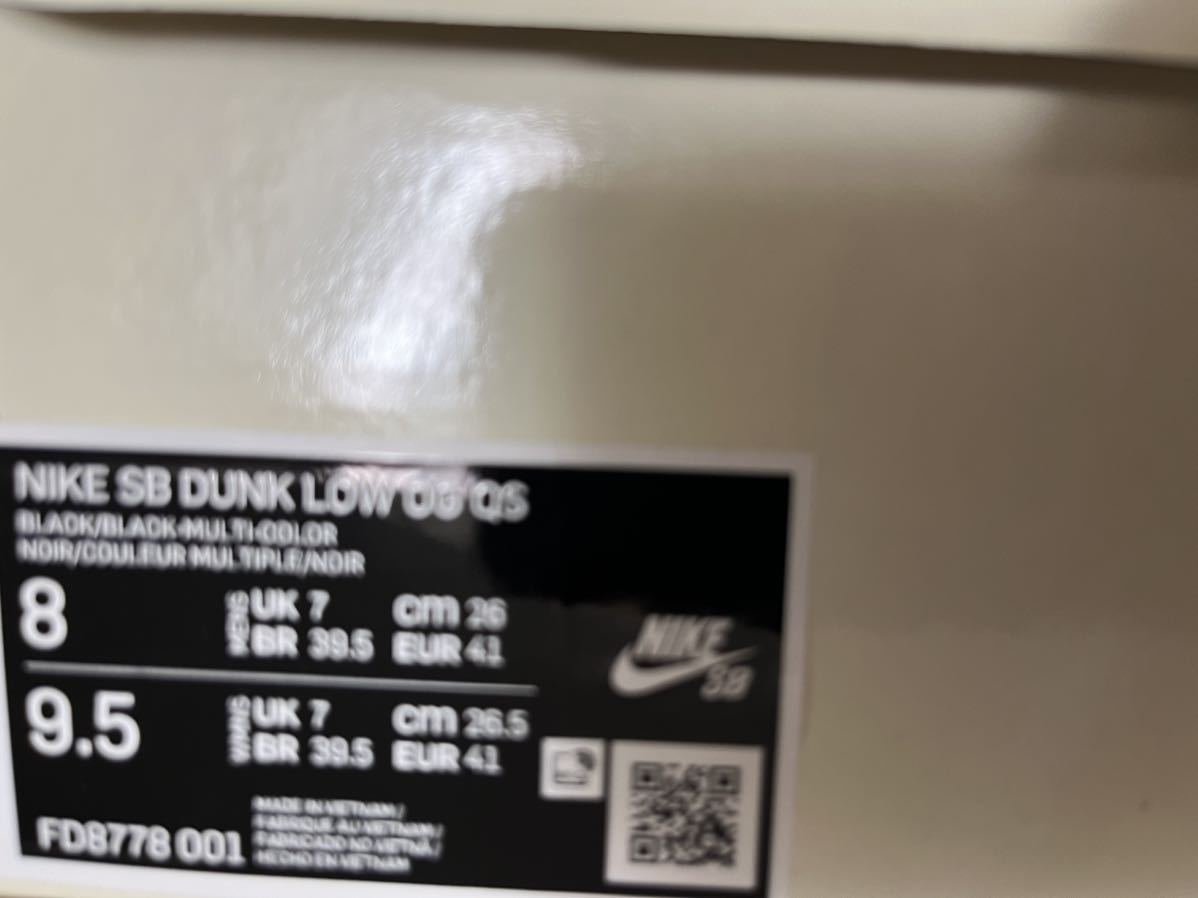 NIKE SB DUNK LOW OG QS
BLACK/BLACK-MULTI-COLOR
NOIR/COULEUR MULTIPLE/NOIR
8 MENS UK 7 cm 26
BR 39.5 EUR 41
9.5 WMNS UK 7 cm 26.5
BR 39.5 EUR 41
NIKE
SB
FD8778 001
MADE IN VIETNAM /
FABRIQUE AU VIETNAM /
FABRICADO NO VIETNÃ /
HECHO EN VIETNAM